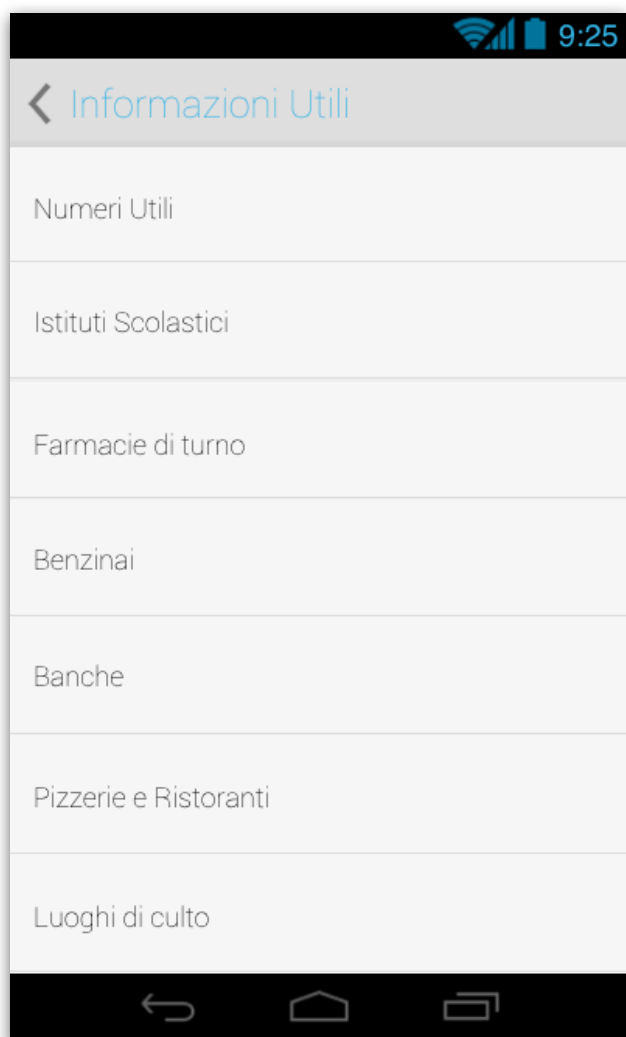 9:25
Informazioni Utili
Numeri Utili
Istituti Scolastici
Farmacie di turno
Benzinai
Banche
Pizzerie e Ristoranti
Luoghi di culto